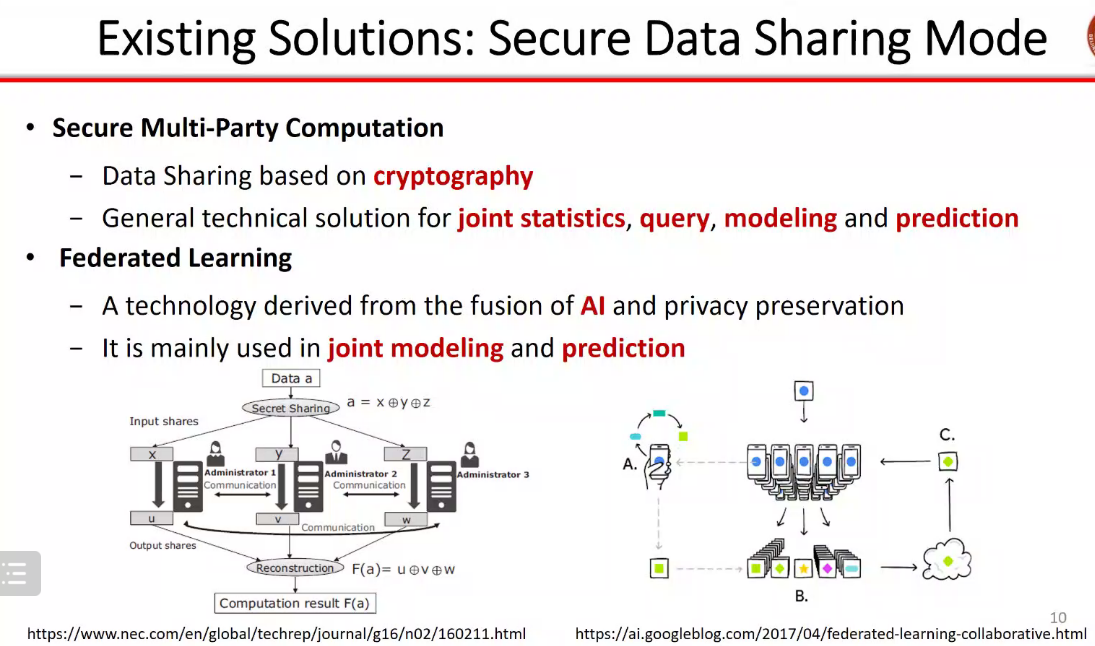 Existing Solutions: Secure Data Sharing Mode
• Secure Multi-Party Computation
– Data Sharing based on cryptography
– General technical solution for joint statistics, query, modeling and prediction
• Federated Learning
– A technology derived from the fusion of AI and privacy preservation
– It is mainly used in joint modeling and prediction
Data a
Secret Sharing
a = x⊕y⊕z
Input shares
x
y
z
Administrator 1
Administrator 2
Administrator 3
Communication
Communication
u
v
w
Communication
Output shares
Reconstruction
F(a)= u⊕v⊕w
Computation result F(a)
A.
B.
C.
10
https://www.nec.com/en/global/techrep/journal/g16/n02/160211.html
https://ai.googleblog.com/2017/04/federated-learning-collaborative.html